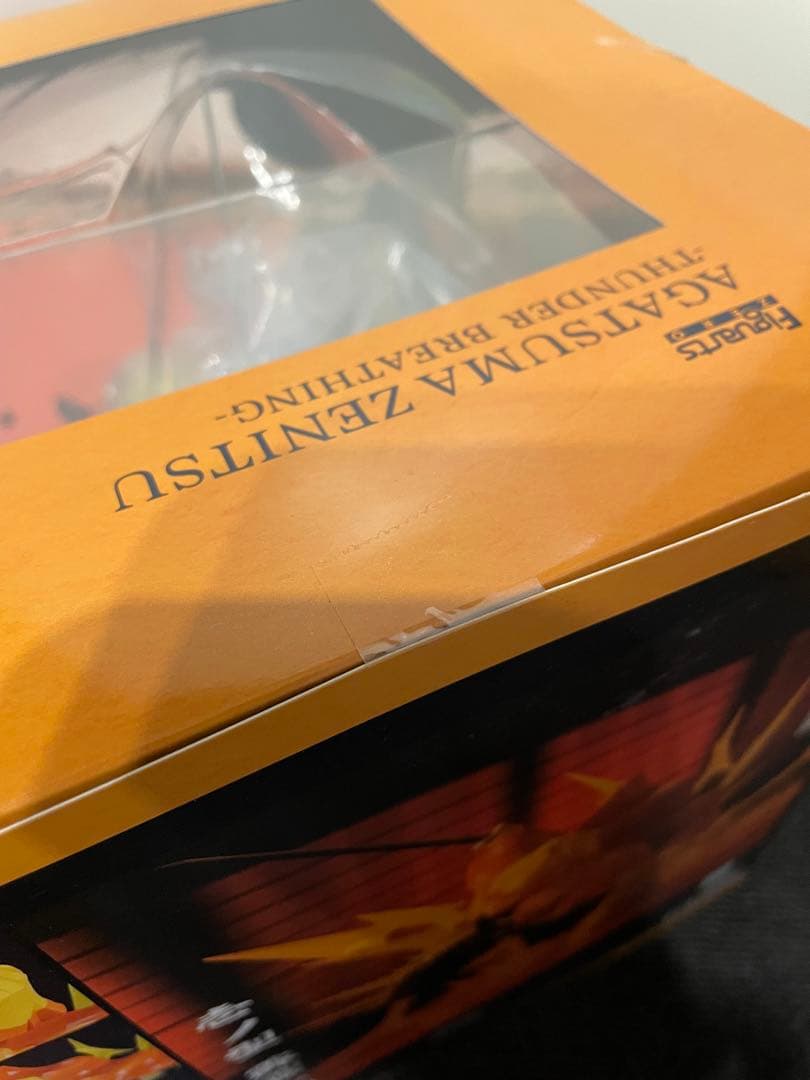 Figuarts
ZERO
AGATSUMA ZENITSU
-THUNDER BREATHING-